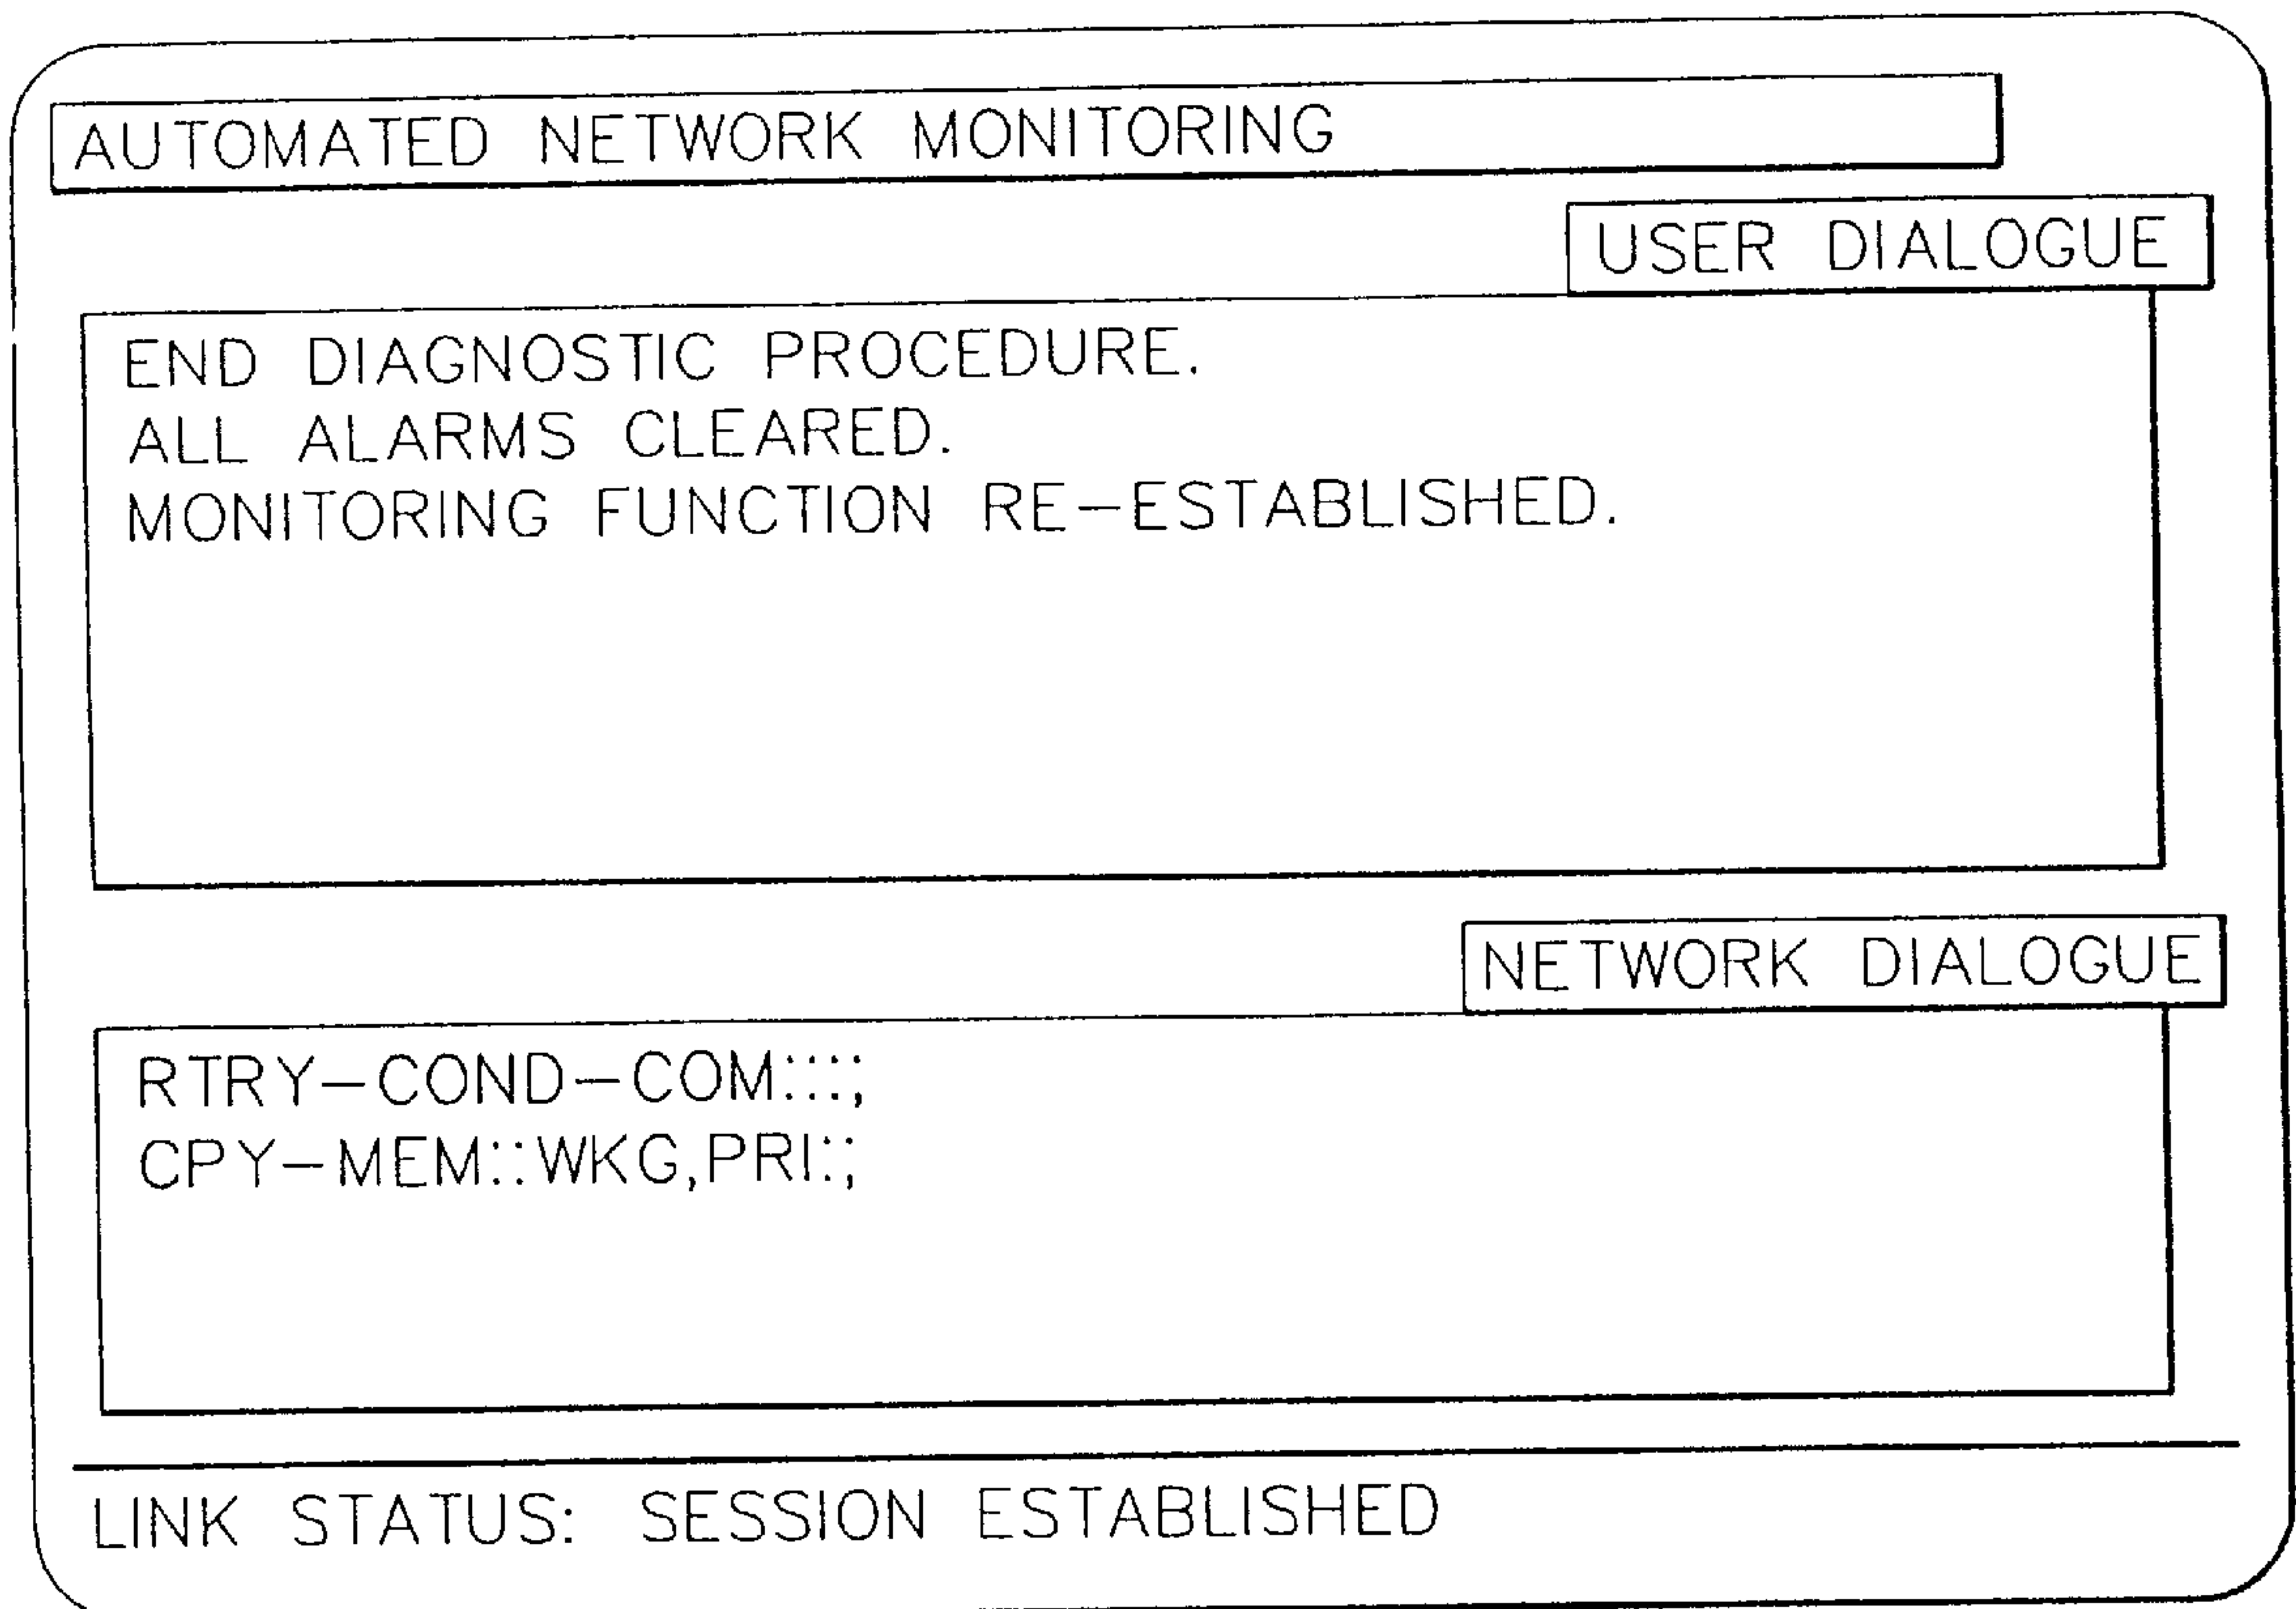 AUTOMATED NETWORK MONITORING
USER DIALOGUE
END DIAGNOSTIC PROCEDURE.
ALL ALARMS CLEARED.
MONITORING FUNCTION RE-ESTABLISHED.
NETWORK DIALOGUE
RTRY-COND-COM:::;
CPY-MEM::WKG,PRI:;
LINK STATUS: SESSION ESTABLISHED